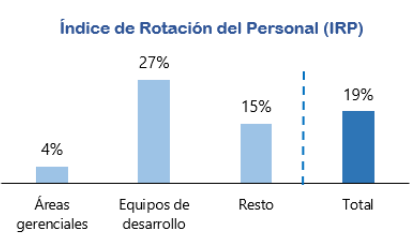 Índice de Rotación del Personal (IRP)
27%
19%
15%
4%
Áreas
gerenciales
Equipos de
desarrollo
Resto
Total